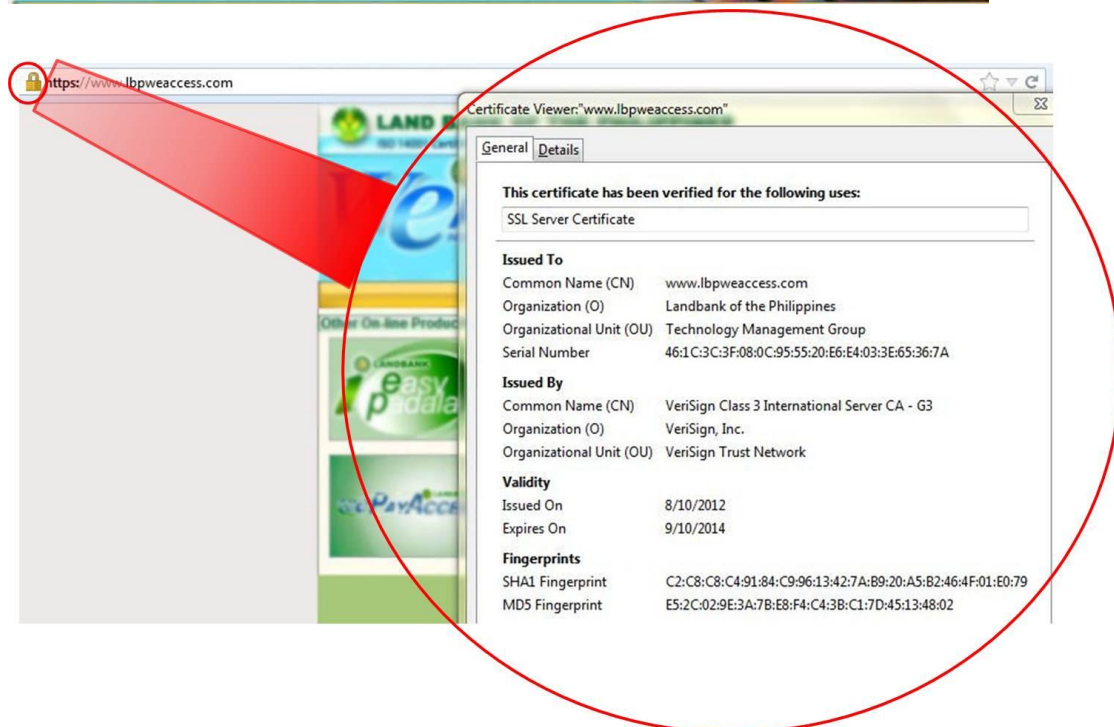 https://www.lbpweaccess.com
Certificate Viewer:"www.lbpweaccess.com"
LAND
General Details
This certificate has been verified for the following uses:
SSL Server Certificate
Issued To
Common Name (CN) www.lbpweaccess.com
Organization (O) Landbank of the Philippines
Organizational Unit (OU) Technology Management Group
Serial Number 46:1C:3C:3F:08:0C:95:55:20:E6:E4:03:3E:65:36:7A
Issued By
Common Name (CN) VeriSign Class 3 International Server CA - G3
Organization (O) VeriSign, Inc.
Organizational Unit (OU) VeriSign Trust Network
Validity
Issued On 8/10/2012
Expires On 9/10/2014
Fingerprints
SHA1 Fingerprint C2:C8:C8:C4:91:84:C9:96:13:42:7A:B9:20:A5:B2:46:4F:01:E0:79
MD5 Fingerprint E5:2C:02:9E:3A:7B:E8:F4:C4:3B:C1:7D:45:13:48:02
Other On-line Produc
LANDBANK
easy
padala